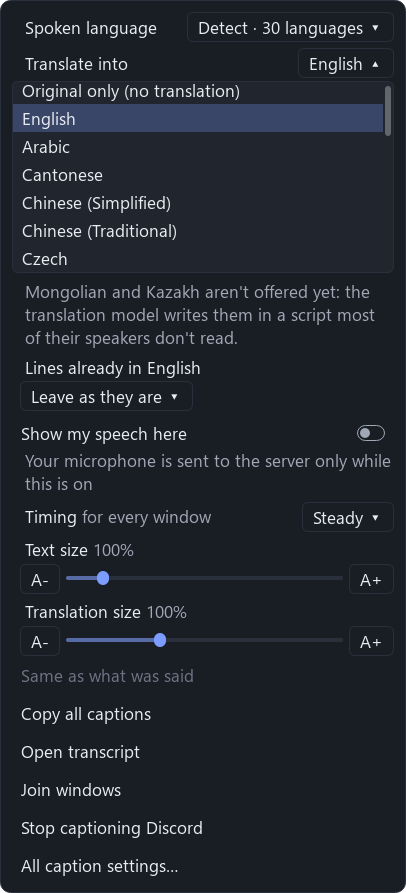 Spoken language
Detect · 30 languages
Translate into
English
Original only (no translation)
English
Arabic
Cantonese
Chinese (Simplified)
Chinese (Traditional)
Czech
Mongolian and Kazakh aren't offered yet: the
translation model writes them in a script most
of their speakers don't read.
Lines already in English
Leave as they are
Show my speech here
Your microphone is sent to the server only while
this is on
Timing for every window
Steady
Text size 100%
A-
A+
Translation size 100%
A-
A+
Same as what was said
Copy all captions
Open transcript
Join windows
Stop captioning Discord
All caption settings...